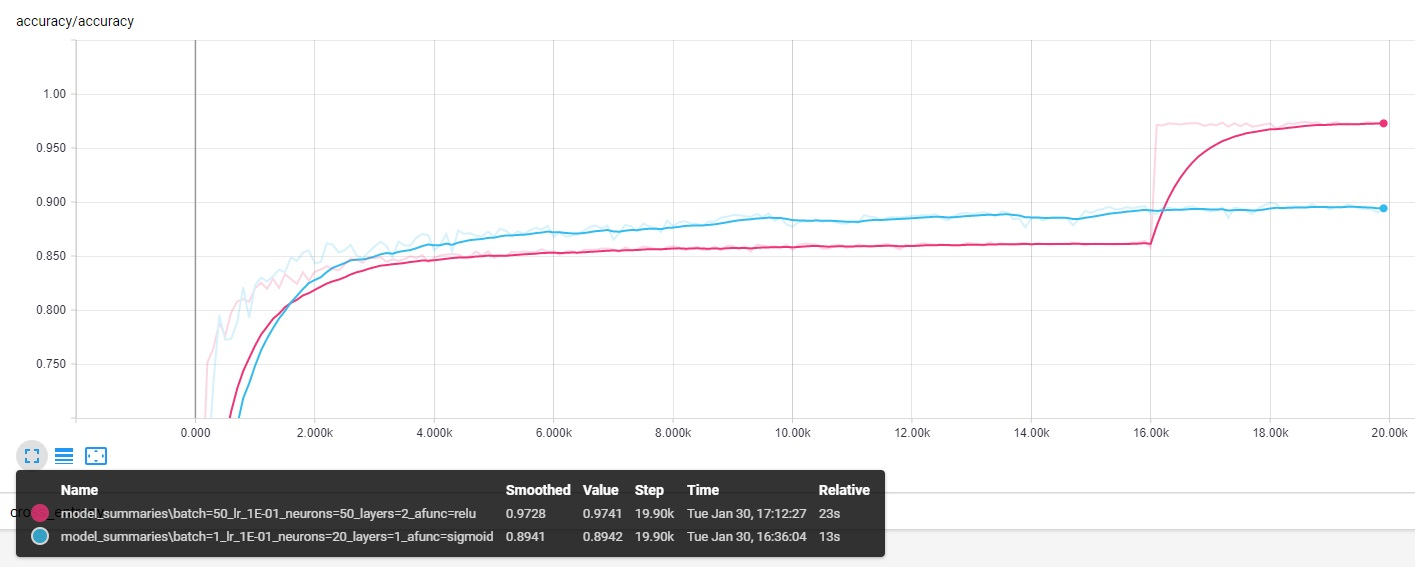 accuracy/accuracy
1.00
0.950
0.900
0.850
0.800
0.750
0.000 2.000k 4.000k 6.000k 8.000k 10.00k 12.00k 14.00k 16.00k 18.00k 20.00k
Name Smoothed Value Step Time Relative
model_summaries\batch=50_lr_1E-01_neurons=50_layers=2_afunc=relu 0.9728 0.9741 19.90k Tue Jan 30, 17:12:27 23s
model_summaries\batch=1_lr_1E-01_neurons=20_layers=1_afunc=sigmoid 0.8941 0.8942 19.90k Tue Jan 30, 16:36:04 13s